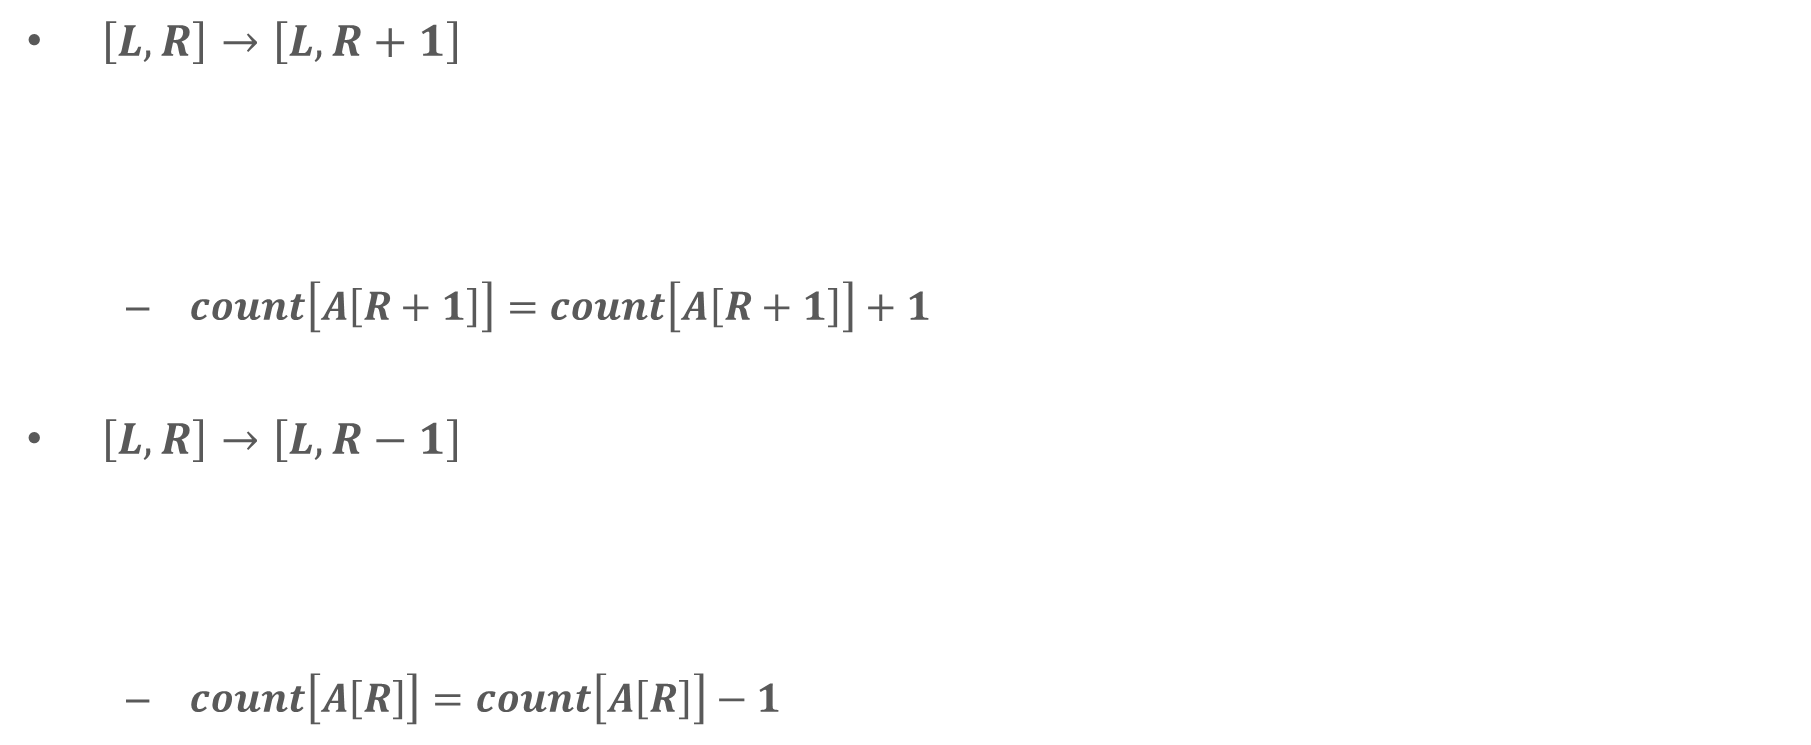 • [L, R] → [L, R + 1]
– count[A[R + 1]] = count[A[R + 1]] + 1
• [L, R] → [L, R − 1]
– count[A[R]] = count[A[R]] − 1